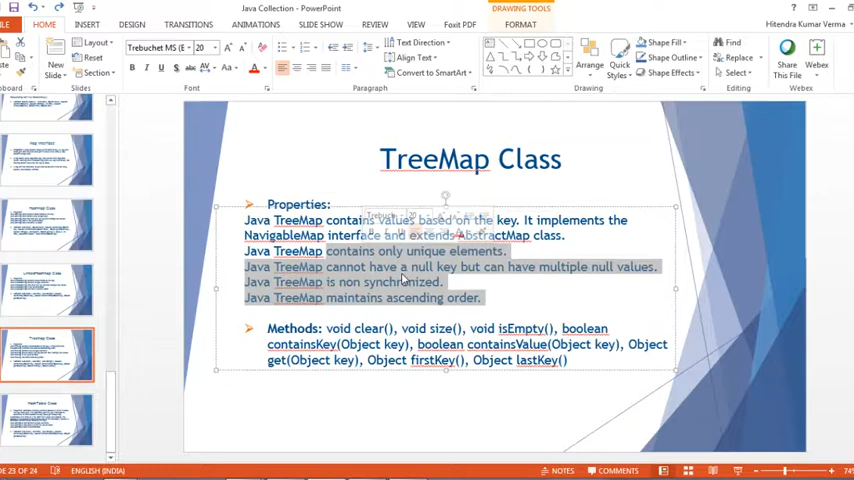 Java Collection - PowerPoint
DRAWING TOOLS
FILE HOME INSERT DESIGN TRANSITIONS ANIMATIONS SLIDE SHOW REVIEW VIEW Foxit PDF FORMAT
Hitendra Kumar Verma
New Slide
Layout
Reset
Section
Slides
Trebuchet MS (E 20
Font
Text Direction
Align Text
Convert to SmartArt
Paragraph
Arrange
Quick Styles
Shape Fill
Shape Outline
Shape Effects
Drawing
Find
Replace
Select
Editing
Share This File
Webex
WebEx
TreeMap Class
Properties:
Java TreeMap contains values based on the key. It implements the
NavigableMap interface and extends AbstractMap class.
Java TreeMap contains only unique elements.
Java TreeMap cannot have a null key but can have multiple null values.
Java TreeMap is non synchronized.
Java TreeMap maintains ascending order.
Methods: void clear(), void size(), void isEmpty(), boolean
containsKey(Object key), boolean containsValue(Object key), Object
get(Object key), Object firstKey(), Object lastKey()
DE 23 OF 24
ENGLISH (INDIA)
NOTES
COMMENTS
74%